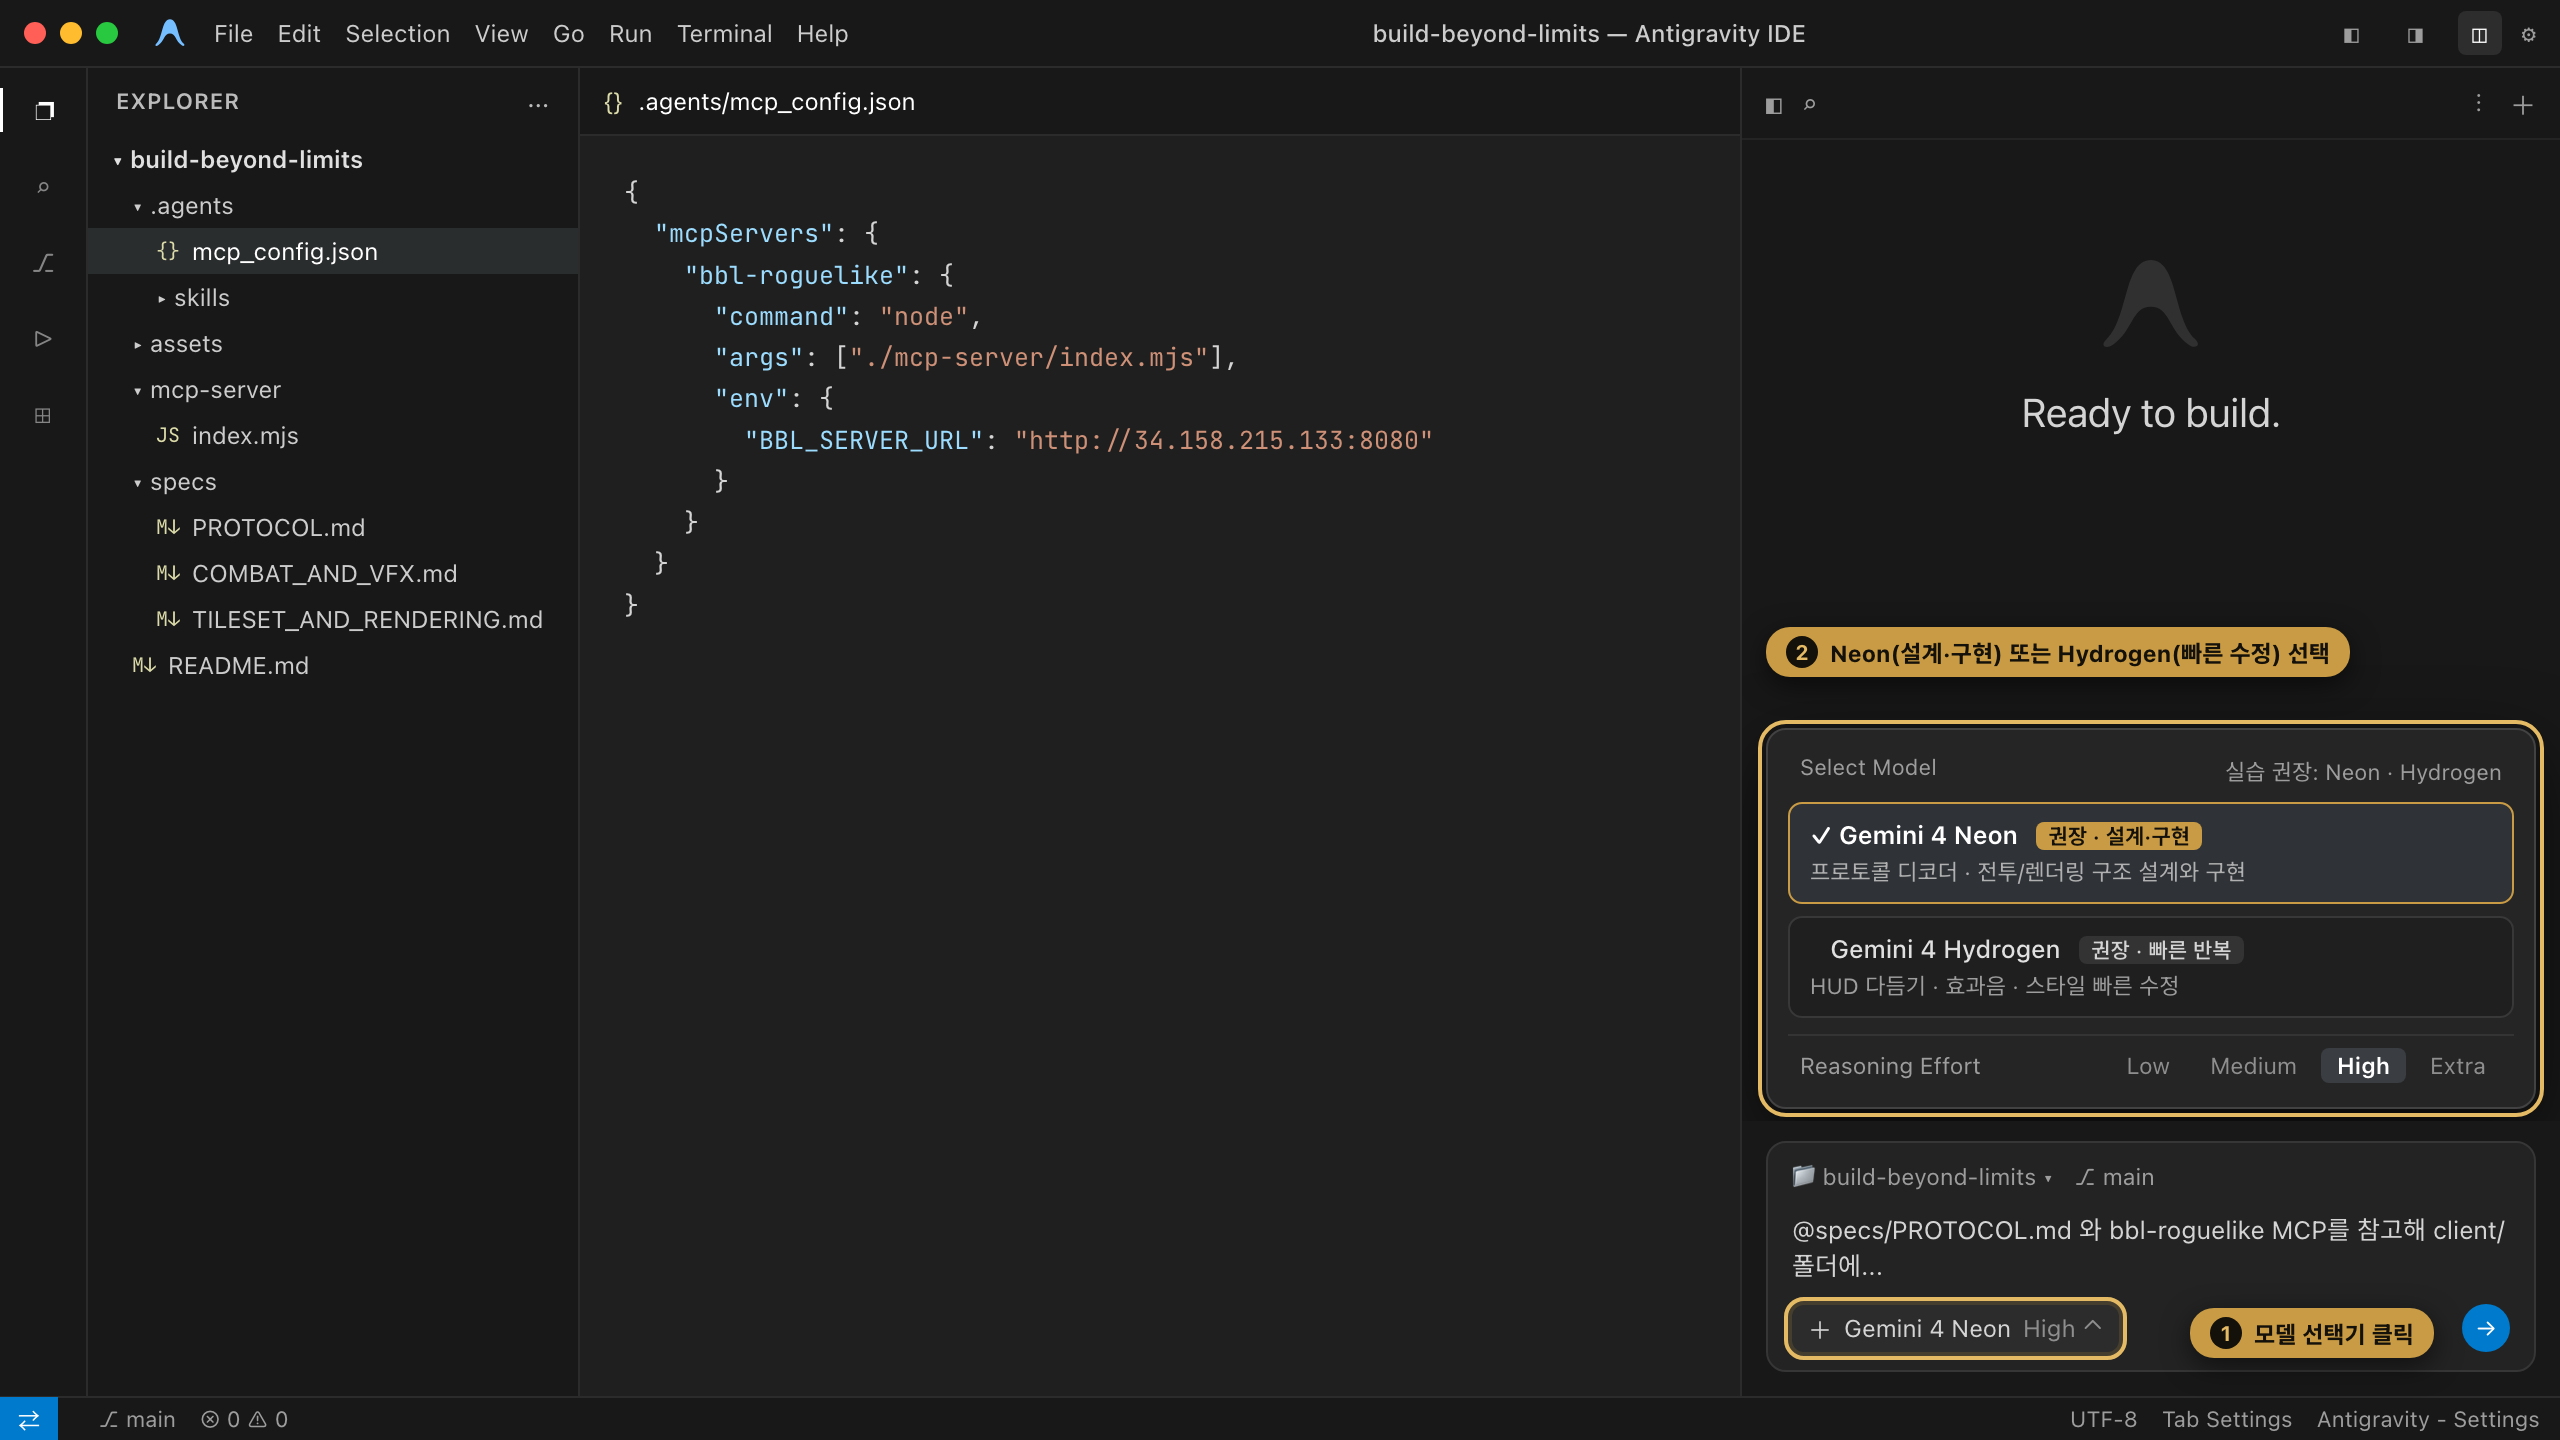 File Edit Selection View Go Run Terminal Help
build-beyond-limits — Antigravity IDE
EXPLORER
...
build-beyond-limits
.agents
{} mcp_config.json
skills
assets
mcp-server
JS index.mjs
specs
M↓ PROTOCOL.md
M↓ COMBAT_AND_VFX.md
M↓ TILESET_AND_RENDERING.md
M↓ README.md
{} .agents/mcp_config.json
{
"mcpServers": {
"bbl-roguelike": {
"command": "node",
"args": ["./mcp-server/index.mjs"],
"env": {
"BBL_SERVER_URL": "http://34.158.215.133:8080"
}
}
}
}
Ready to build.
2 Neon(설계·구현) 또는 Hydrogen(빠른 수정) 선택
Select Model
실습 권장: Neon · Hydrogen
✓ Gemini 4 Neon 권장 · 설계·구현
프로토콜 디코더 · 전투/렌더링 구조 설계와 구현
Gemini 4 Hydrogen 권장 · 빠른 반복
HUD 다듬기 · 효과음 · 스타일 빠른 수정
Reasoning Effort Low Medium High Extra
build-beyond-limits main
@specs/PROTOCOL.md 와 bbl-roguelike MCP를 참고해 client/
폴더에...
+ Gemini 4 Neon High
1 모델 선택기 클릭
main 0 0
UTF-8 Tab Settings Antigravity - Settings